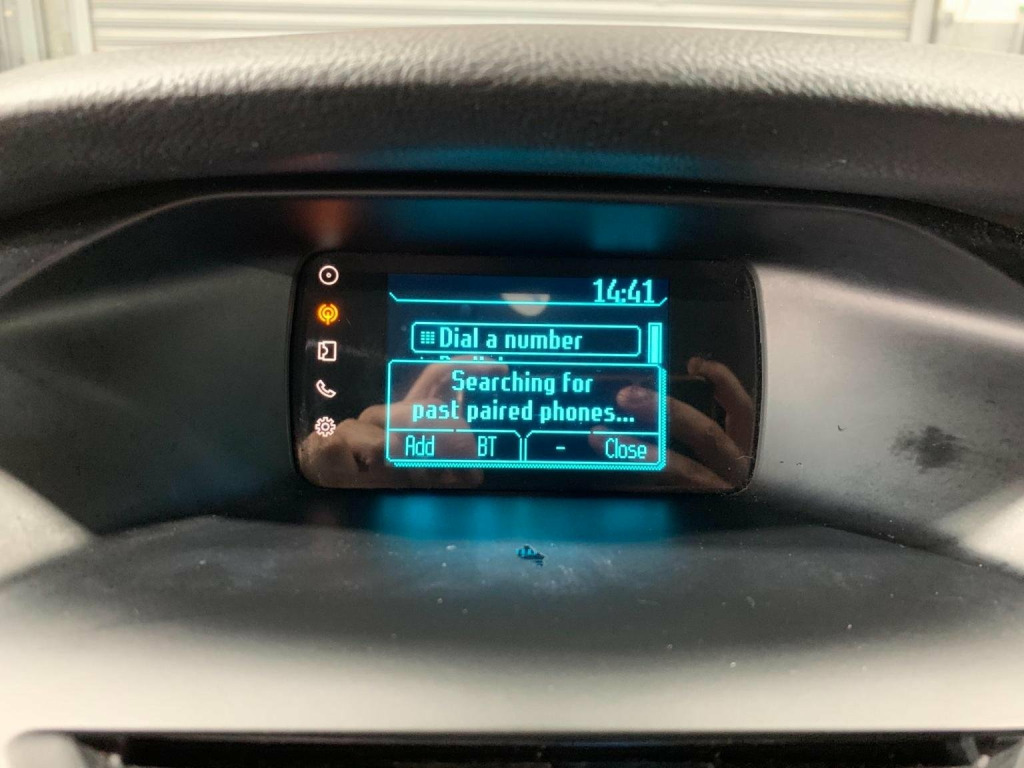 14:41
Dial a number
Searching for
past paired phones...
Add BT - Close